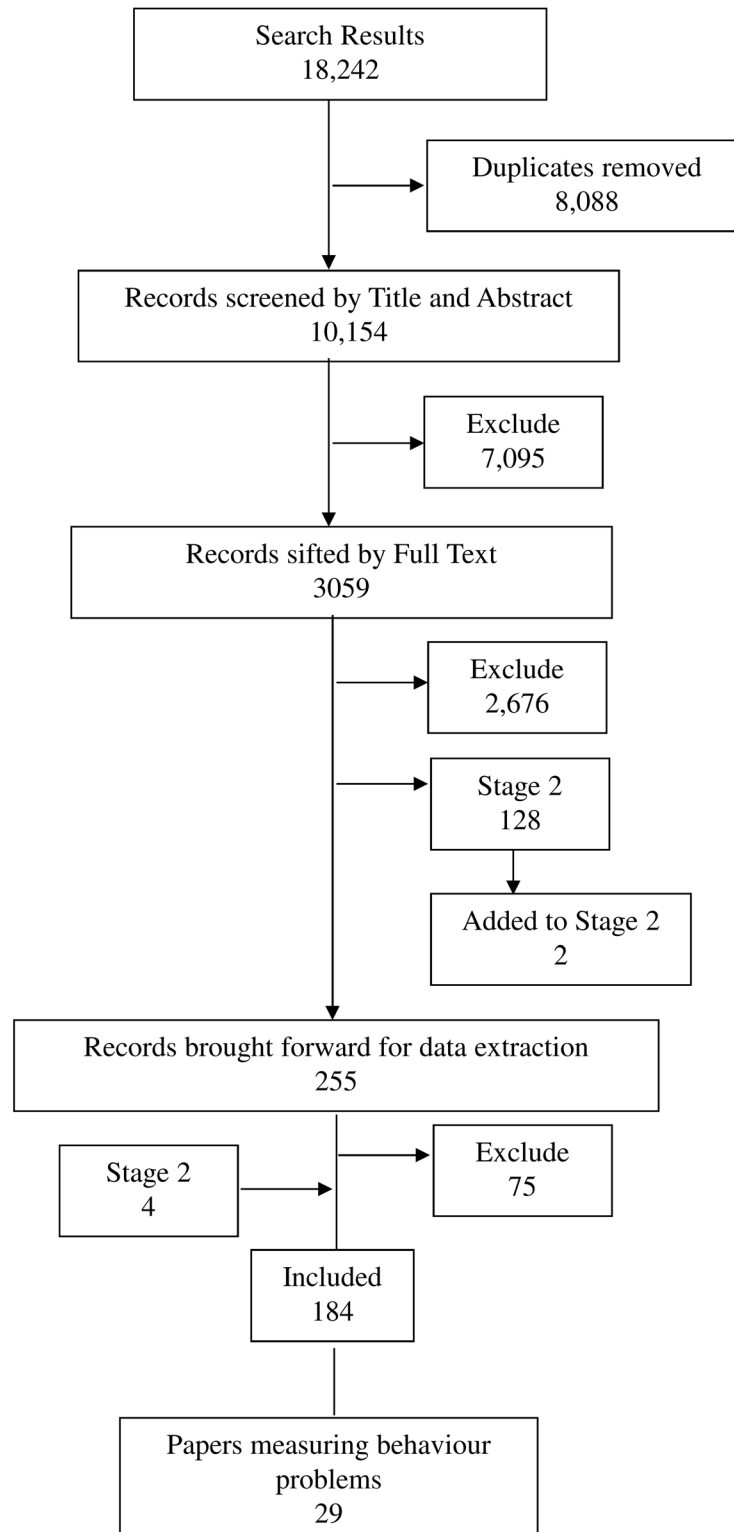 Search Results
18,242
Duplicates removed
8,088
Records screened by Title and Abstract
10,154
Exclude
7,095
Records sifted by Full Text
3059
Exclude
2,676
Stage 2
128
Added to Stage 2
2
Records brought forward for data extraction
255
Stage 2
4
Exclude
75
Included
184
Papers measuring behaviour
problems
29